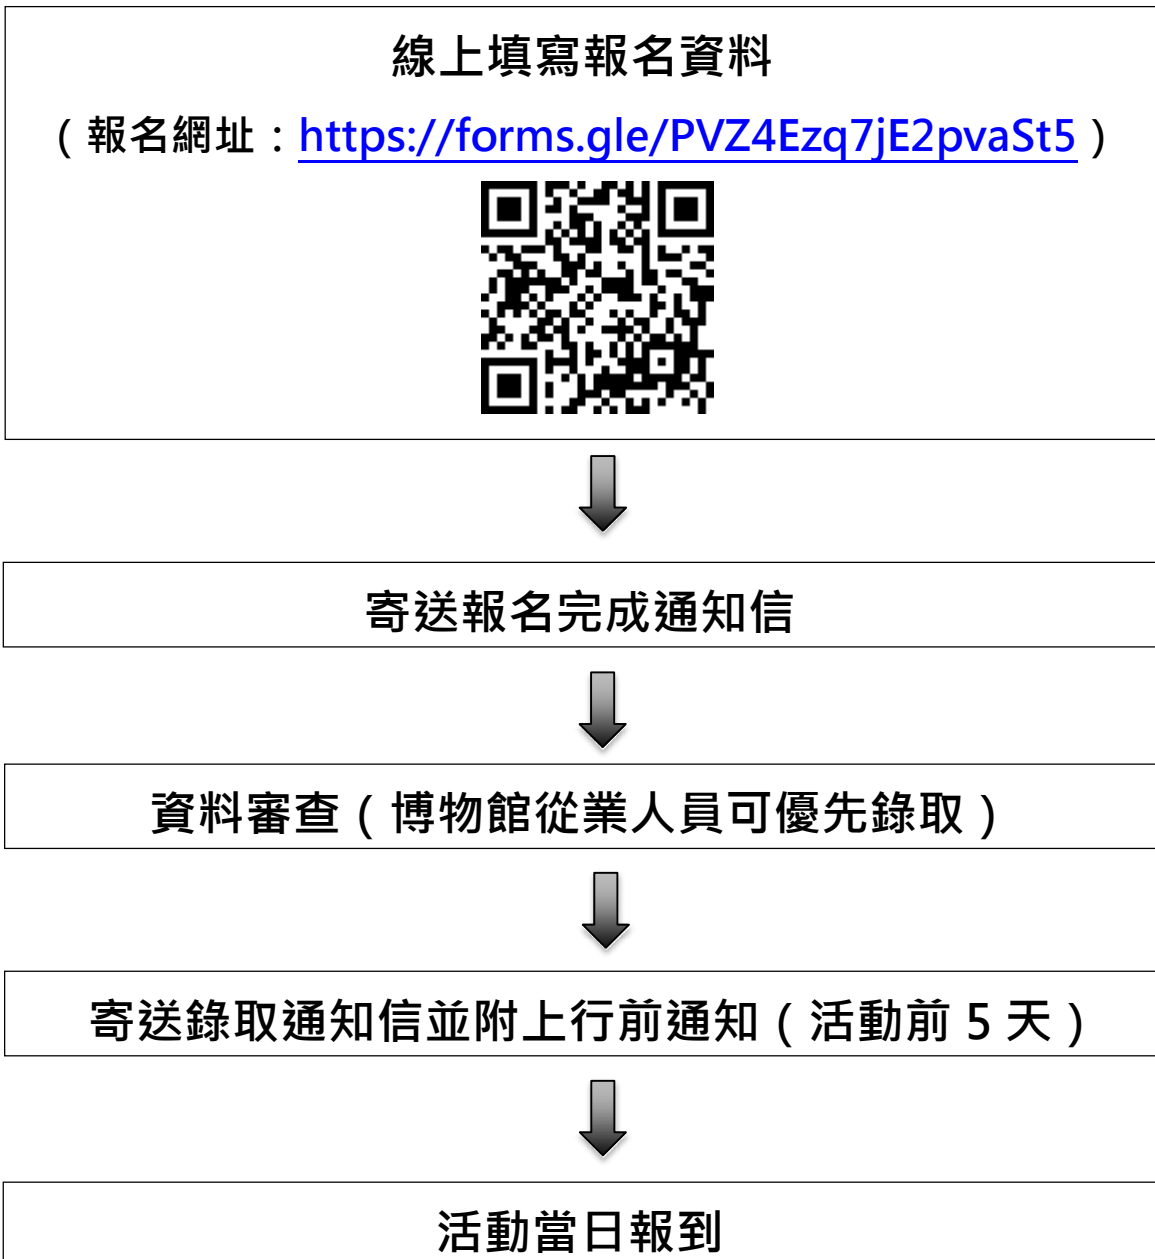 線上填寫報名資料
（報名網址：https://forms.gle/PVZ4Ezq7jE2pvaSt5）
寄送報名完成通知信
資料審查（博物館從業人員可優先錄取）
寄送錄取通知信並附上行前通知（活動前 5 天）
活動當日報到